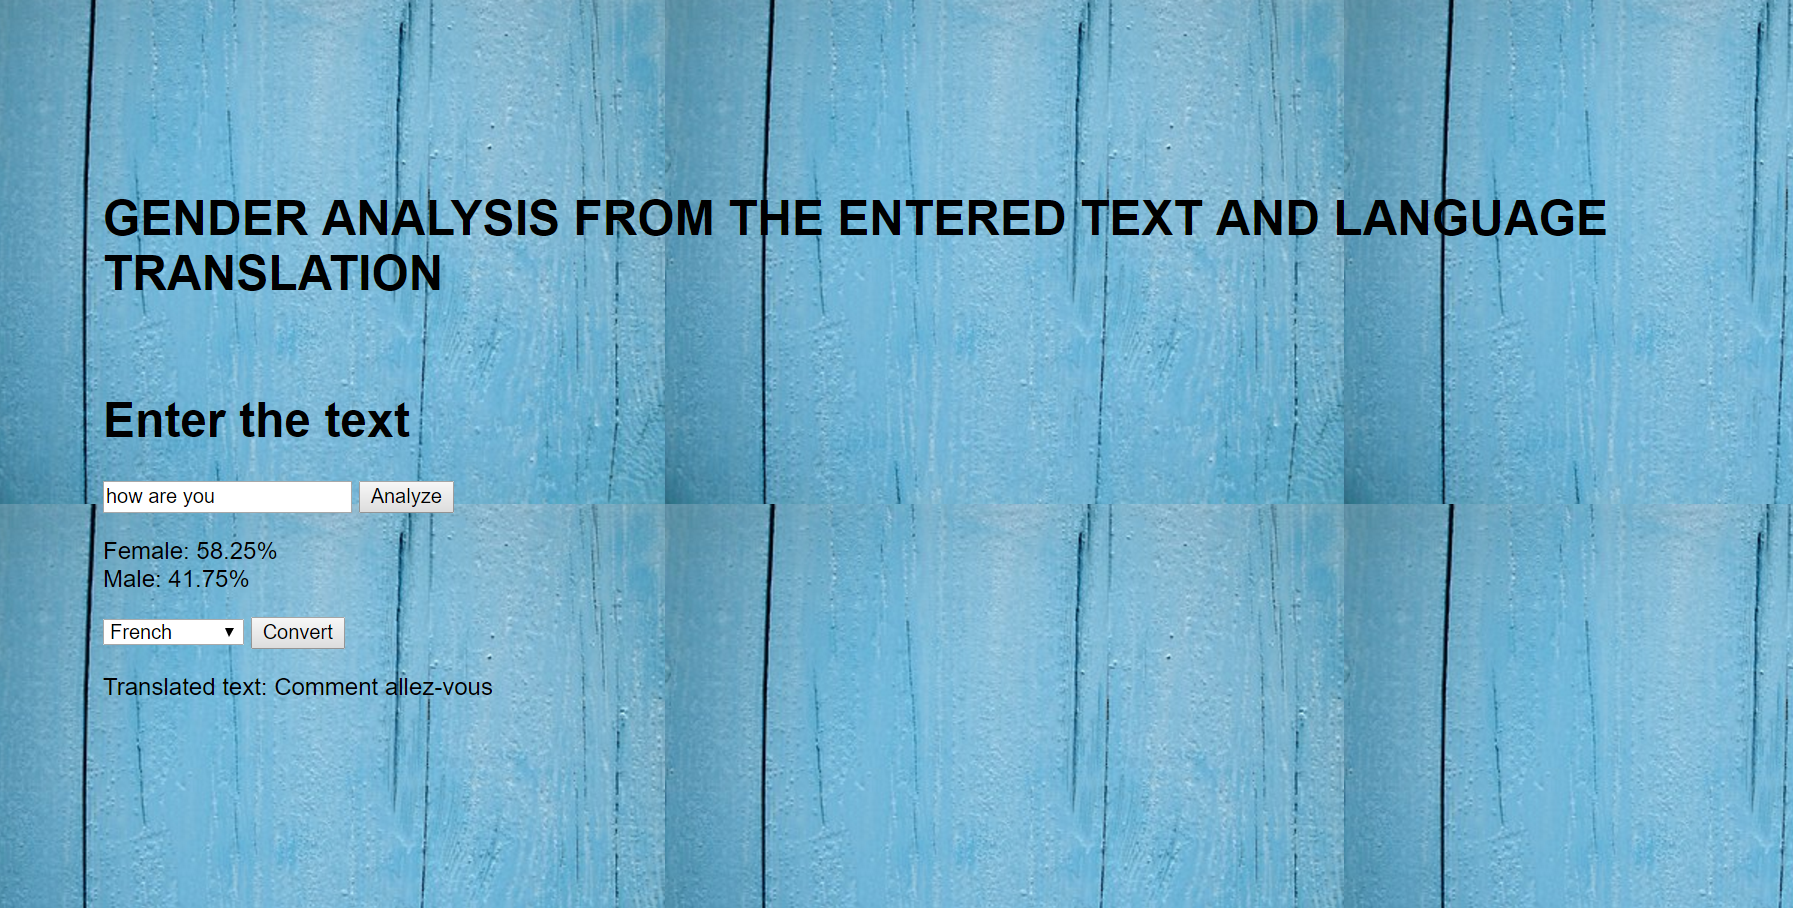 GENDER ANALYSIS FROM THE ENTERED TEXT AND LANGUAGE
TRANSLATION
Enter the text
how are you Analyze
Female: 58.25%
Male: 41.75%
French Convert
Translated text: Comment allez-vous